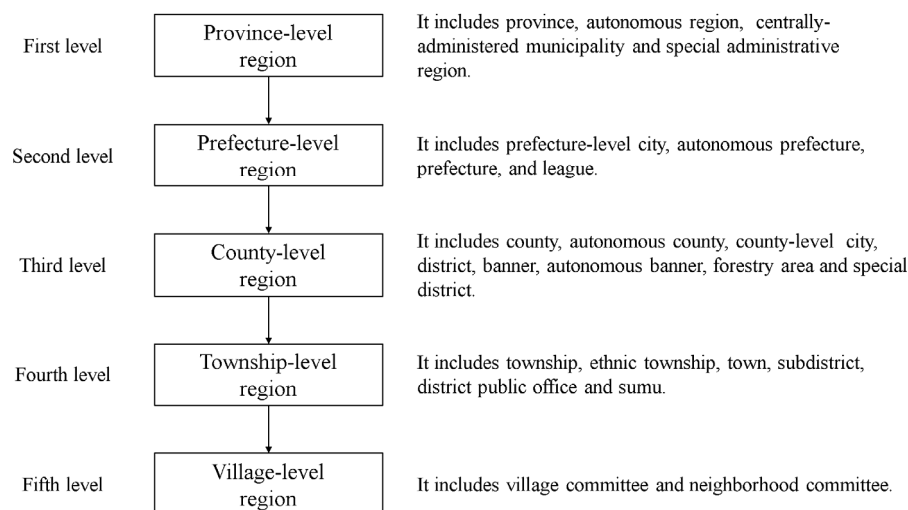 First level
Province-level
region
It includes province, autonomous region, centrally-
administered municipality and special administrative
region.
Second level
Prefecture-level
region
It includes prefecture-level city, autonomous prefecture,
prefecture, and league.
Third level
County-level
region
It includes county, autonomous county, county-level city,
district, banner, autonomous banner, forestry area and special
district.
Fourth level
Township-level
region
It includes township, ethnic township, town, subdistrict,
district public office and sumu.
Fifth level
Village-level
region
It includes village committee and neighborhood committee.